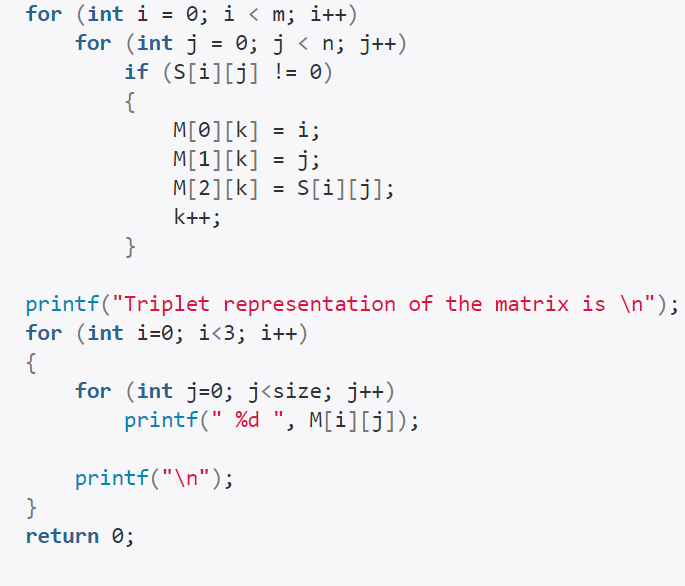 for (int i = 0; i < m; i++)
    for (int j = 0; j < n; j++)
        if (S[i][j] != 0)
        {
            M[0][k] = i;
            M[1][k] = j;
            M[2][k] = S[i][j];
            k++;
        }

printf("Triplet representation of the matrix is \n");
for (int i=0; i<3; i++)
{
    for (int j=0; j<size; j++)
        printf(" %d ", M[i][j]);

    printf("\n");
}
return 0;